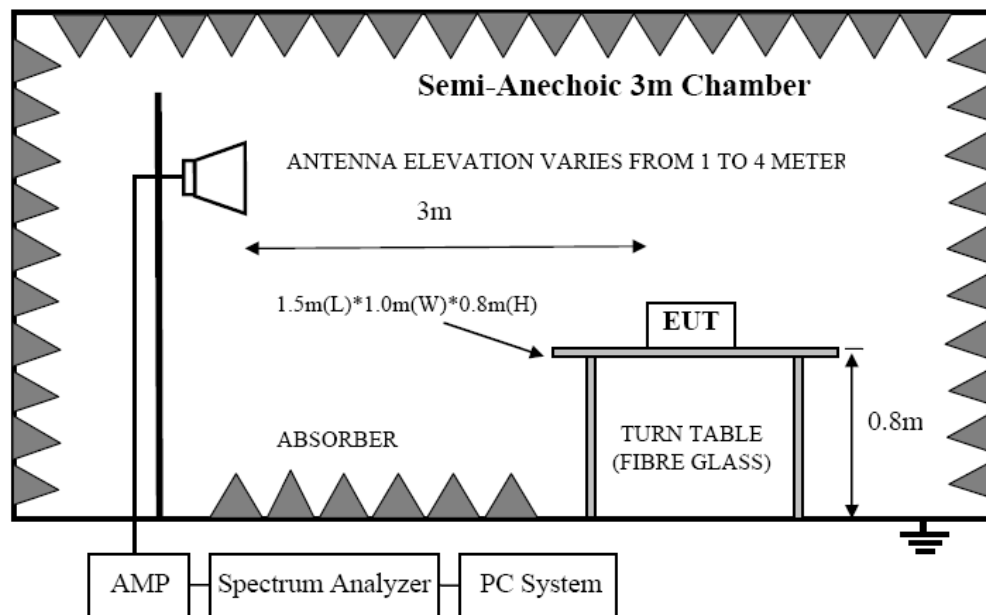 Semi-Anechoic 3m Chamber
ANTENNA ELEVATION VARIES FROM 1 TO 4 METER
3m
1.5m(L)*1.0m(W)*0.8m(H)
EUT
0.8m
ABSORBER
TURN TABLE
(FIBRE GLASS)
AMP
Spectrum Analyzer
PC System